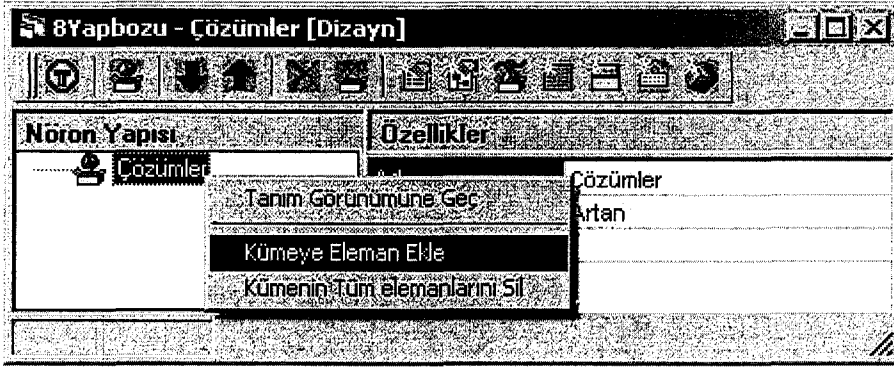 8Yapbozu - Çözümler [Dizayn]
Nöron Yapısı Özellikler
Çözümler
Çözümler
Tanım Görünümüne Geç
Artan
Kümeye Eleman Ekle
Kümenin Tüm elemanlarını Sil